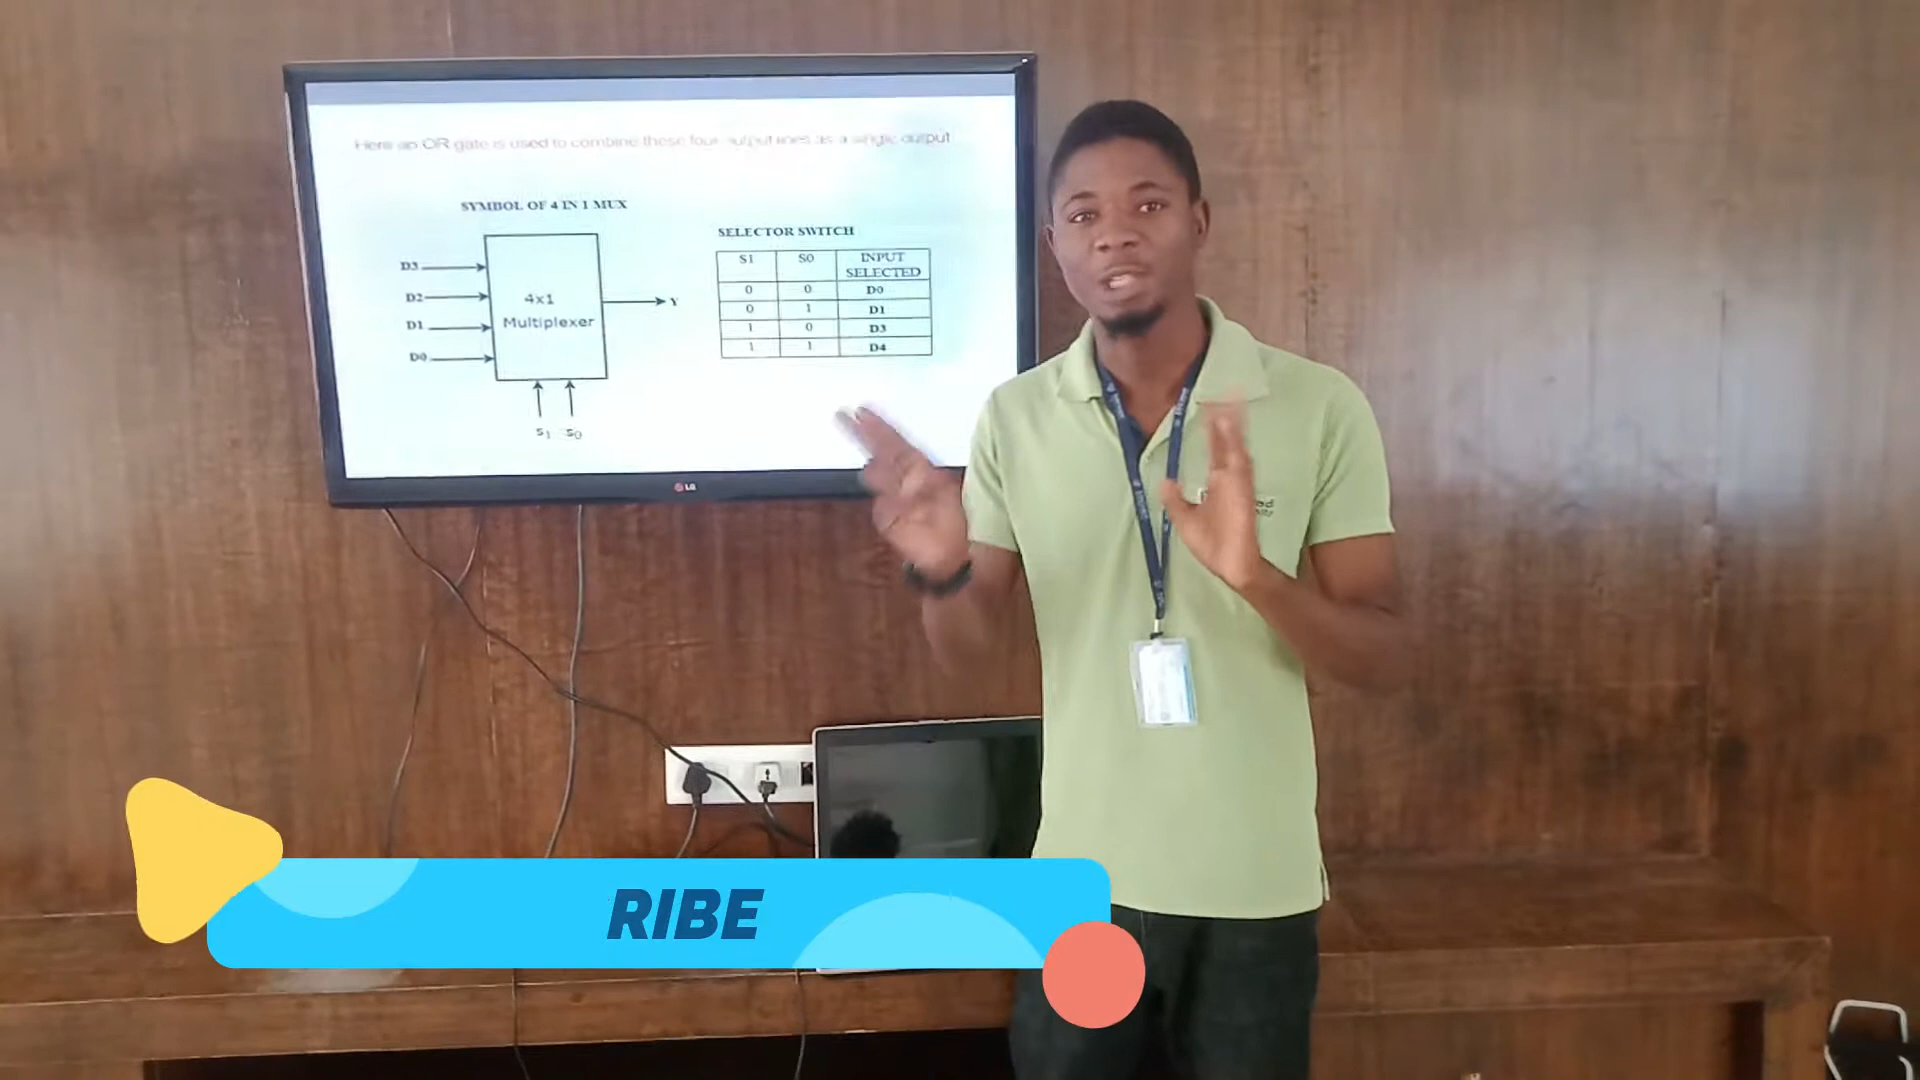 Here an OR gate is used to combine these four output lines as a single output
SYMBOL OF 4 IN 1 MUX
D3
D2
D1
D0
4x1
Multiplexer
Y
S1 S0
SELECTOR SWITCH
S1 S0 INPUT SELECTED
0 0 D0
0 1 D1
1 0 D3
1 1 D4
LG
RIBE